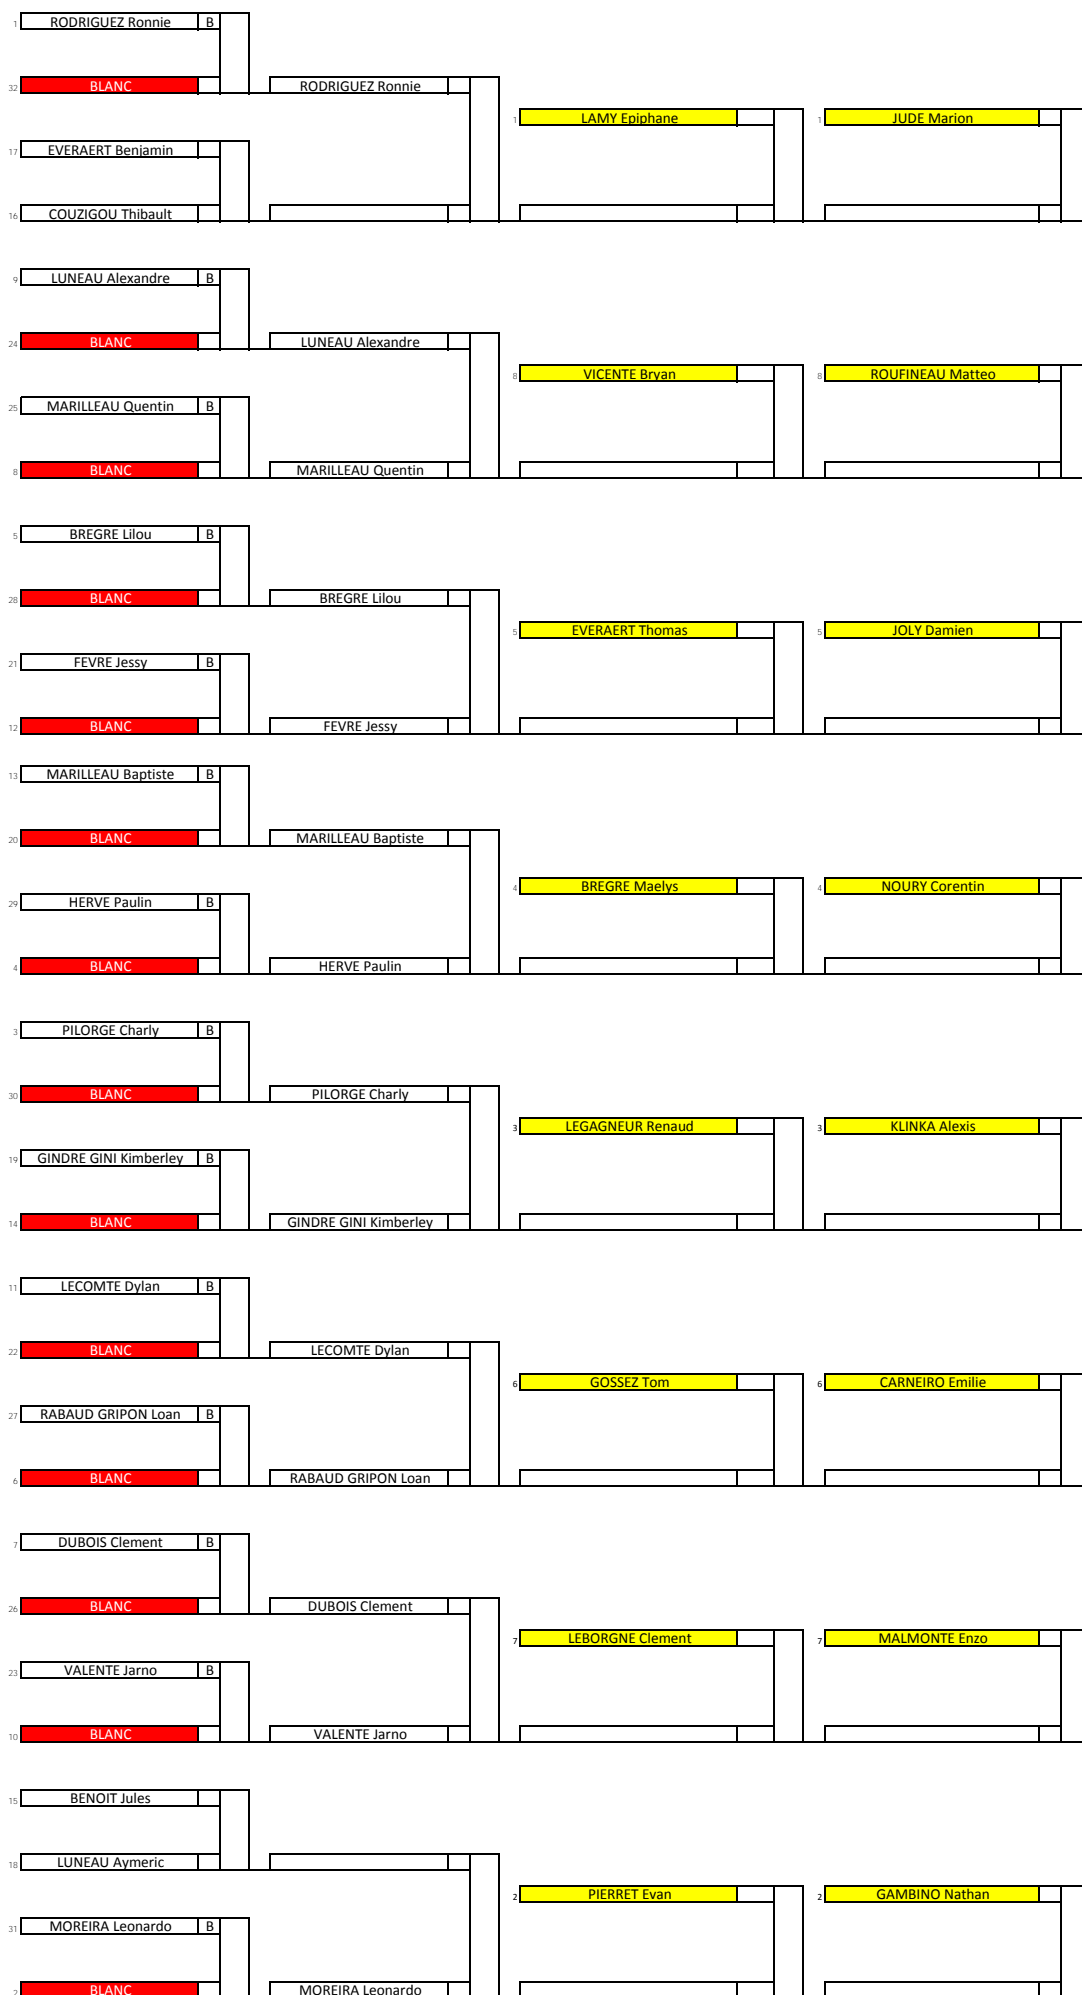 1 RODRIGUEZ Ronnie B
32 BLANC RODRIGUEZ Ronnie
1 LAMY Epiphane 1 JUDE Marion
17 EVERAERT Benjamin
16 COUZIGOU Thibault
9 LUNEAU Alexandre B
24 BLANC LUNEAU Alexandre
8 VICENTE Bryan 8 ROUFINEAU Matteo
25 MARILLEAU Quentin B
8 BLANC MARILLEAU Quentin
5 BREGRE Lilou B
28 BLANC BREGRE Lilou
5 EVERAERT Thomas 5 JOLY Damien
21 FEVRE Jessy B
12 BLANC FEVRE Jessy
13 MARILLEAU Baptiste B
20 BLANC MARILLEAU Baptiste
4 BREGRE Maelys 4 NOURY Corentin
29 HERVE Paulin B
4 BLANC HERVE Paulin
3 PILORGE Charly B
30 BLANC PILORGE Charly
3 LEGAGNEUR Renaud 3 KLINKA Alexis
19 GINDRE GINI Kimberley B
14 BLANC GINDRE GINI Kimberley
11 LECOMTE Dylan B
22 BLANC LECOMTE Dylan
6 GOSSEZ Tom 6 CARNEIRO Emilie
27 RABAUD GRIPON Loan B
6 BLANC RABAUD GRIPON Loan
7 DUBOIS Clement B
26 BLANC DUBOIS Clement
7 LEBORGNE Clement 7 MALMONTE Enzo
23 VALENTE Jarno B
10 BLANC VALENTE Jarno
15 BENOIT Jules
18 LUNEAU Aymeric
2 PIERRET Evan 2 GAMBINO Nathan
31 MOREIRA Leonardo B
2 BLANC MOREIRA Leonardo